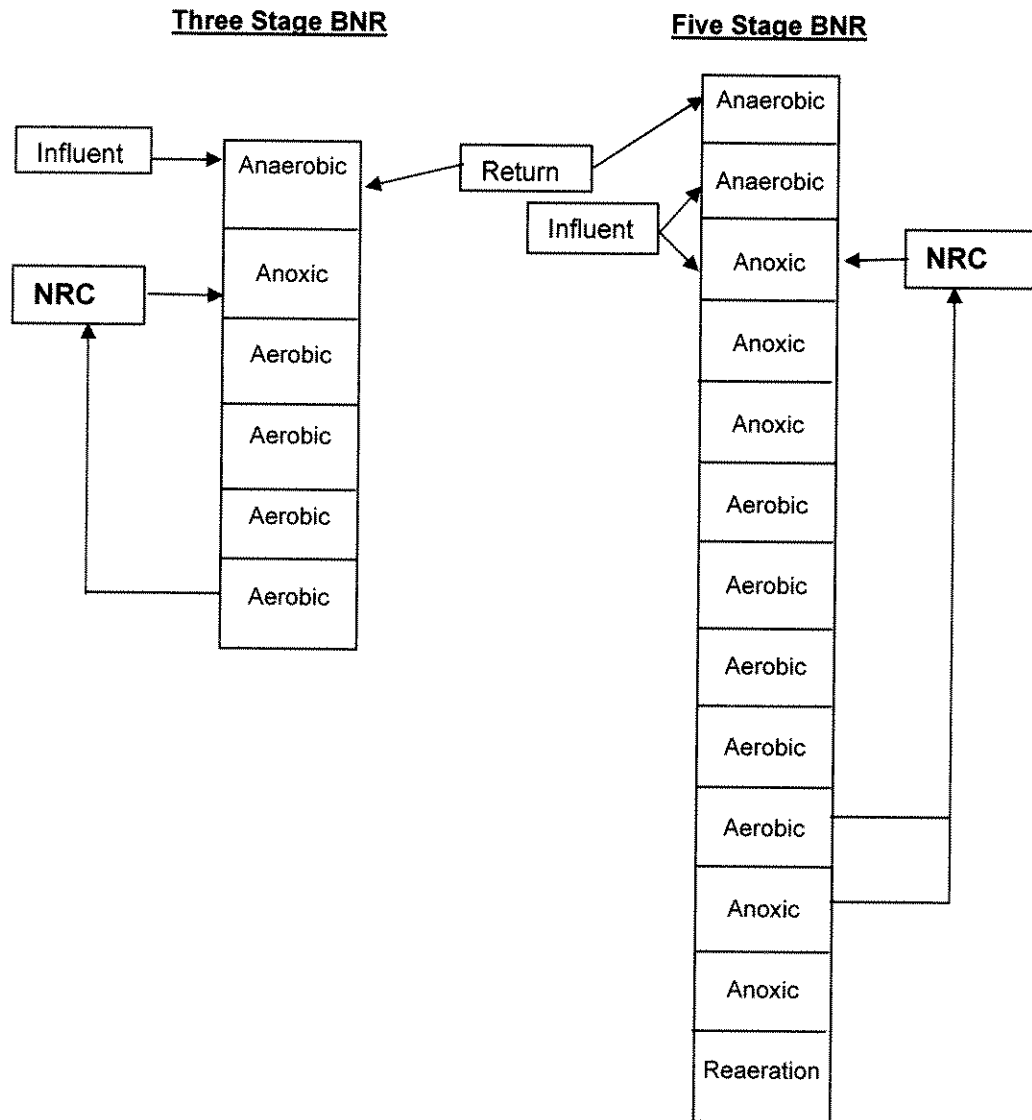 Three Stage BNR
Influent
Anaerobic
Anoxic
Aerobic
Aerobic
Aerobic
Aerobic
NRC
Return
Five Stage BNR
Influent
Anaerobic
Anaerobic
Anoxic
Anoxic
Anoxic
Aerobic
Aerobic
Aerobic
Aerobic
Aerobic
Anoxic
Anoxic
Reaeration
NRC